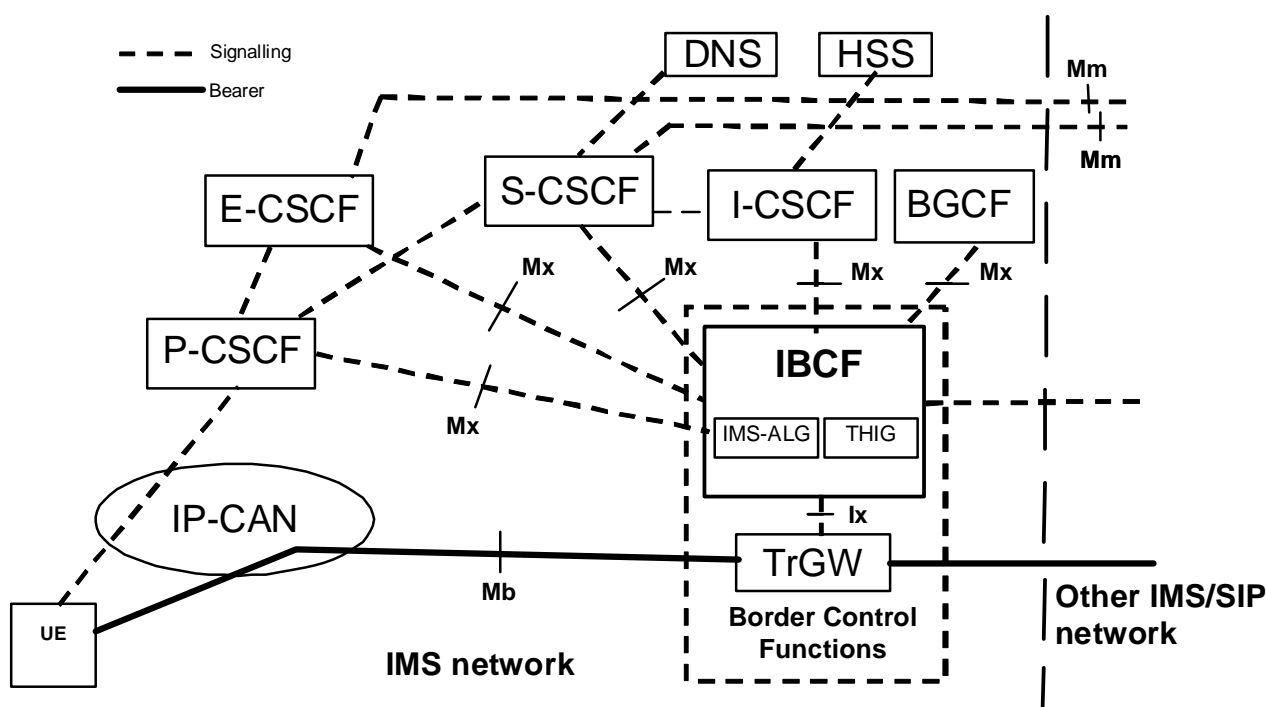 Signalling
Bearer
DNS
HSS
Mm
Mm
E-CSCF
S-CSCF
I-CSCF
BGCF
Mx
Mx
Mx
Mx
P-CSCF
IBCF
Mx
IMS-ALG
THIG
IP-CAN
Ix
TrGW
Mb
UE
IMS network
Border Control
Functions
Other IMS/SIP
network